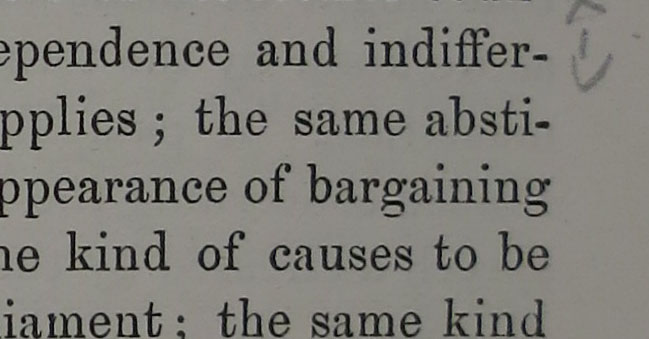 ependence and indiffer-
pplies; the same absti-
ppearance of bargaining
ne kind of causes to be
iament; the same kind